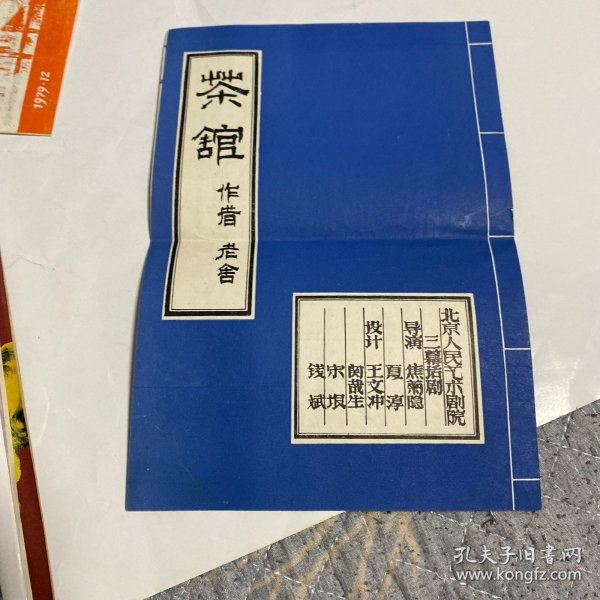 茶舘
作者 老舍
北京人民艺术剧院
三幕话剧
导演 焦菊隐
夏淳
设计 王文冲
关哉生
宋垠
钱斌
1979·12
孔夫子旧书网
www.kongfz.com